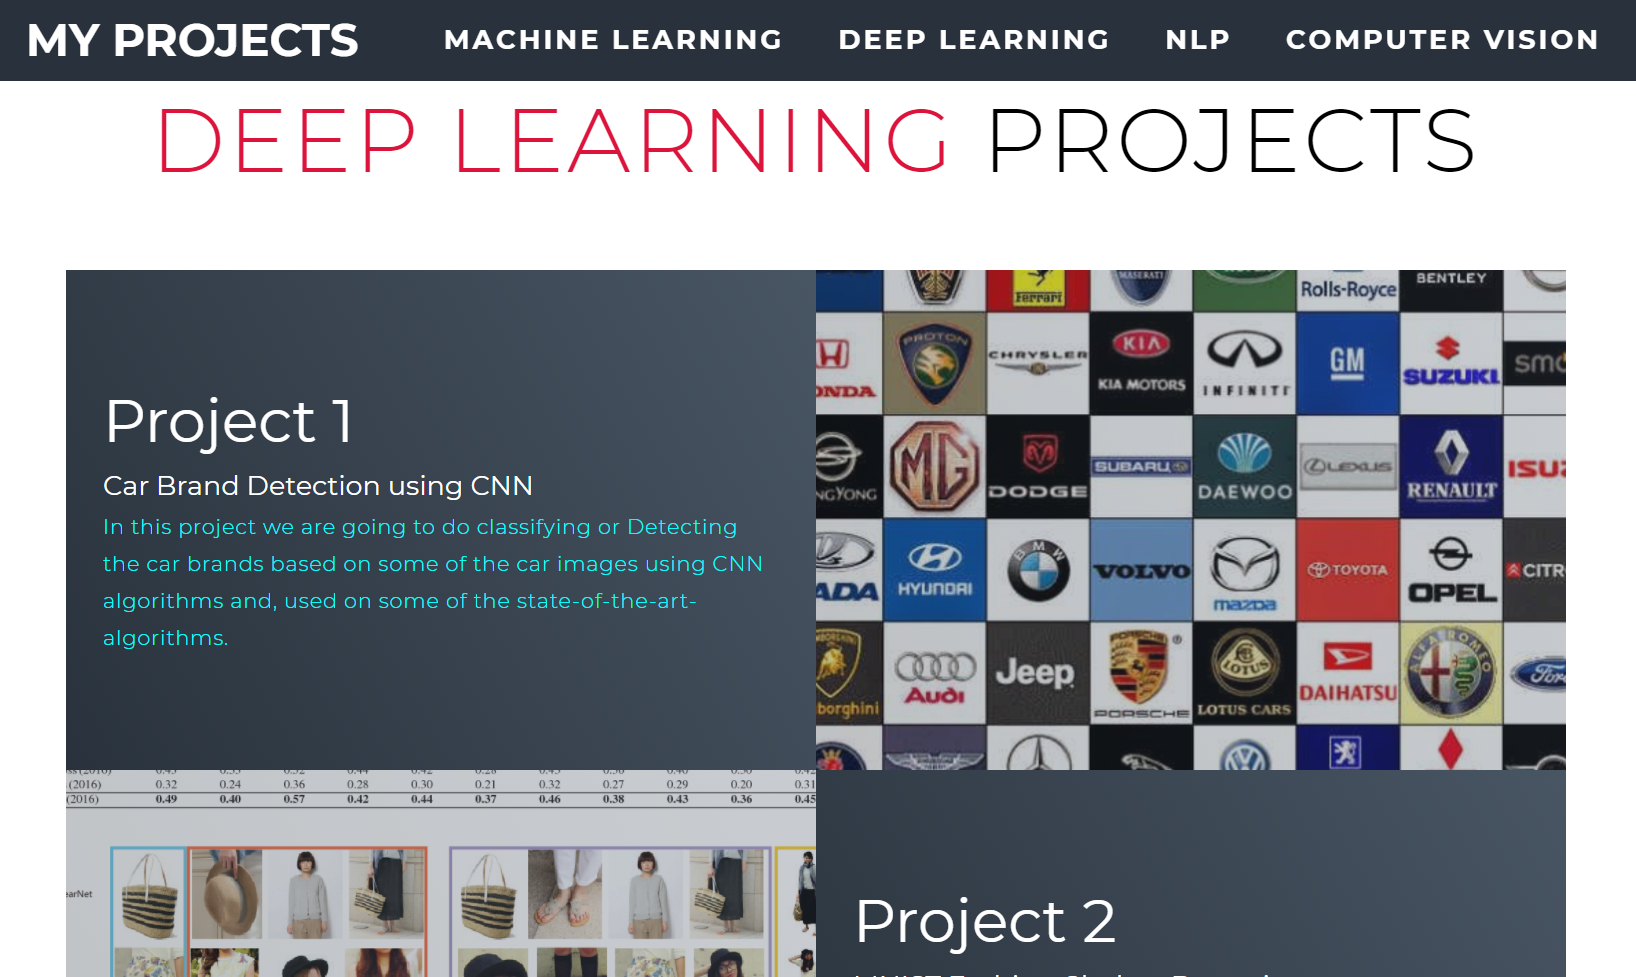 MY PROJECTS
MACHINE LEARNING
DEEP LEARNING
NLP
COMPUTER VISION
DEEP LEARNING PROJECTS
Project 1
Car Brand Detection using CNN
In this project we are going to do classifying or Detecting
the car brands based on some of the car images using CNN
algorithms and, used on some of the state-of-the-art-
algorithms.
Ferrari MASERATI Rolls-Royce BENTLEY
ONDA PROTON CHRYSLER KIA KIA MOTORS INFINITI GM SUZUKI smo
NGYONG MG DODGE SUBARU DAEWOO LEXUS RENAULT ISUZ
ADA HYUNDAI BMW VOLVO mazda TOYOTA OPEL CITR
borghini Audi Jeep PORSCHE PORSCHE LOTUS LOTUS CARS DAIHATSU ALFA ROMEO Ford
(2016) 0.32 0.24 0.36 0.28 0.30 0.21 0.32 0.27 0.29 0.20 0.31
(2016) 0.49 0.40 0.57 0.42 0.44 0.37 0.46 0.38 0.43 0.36 0.45
earNet
Project 2